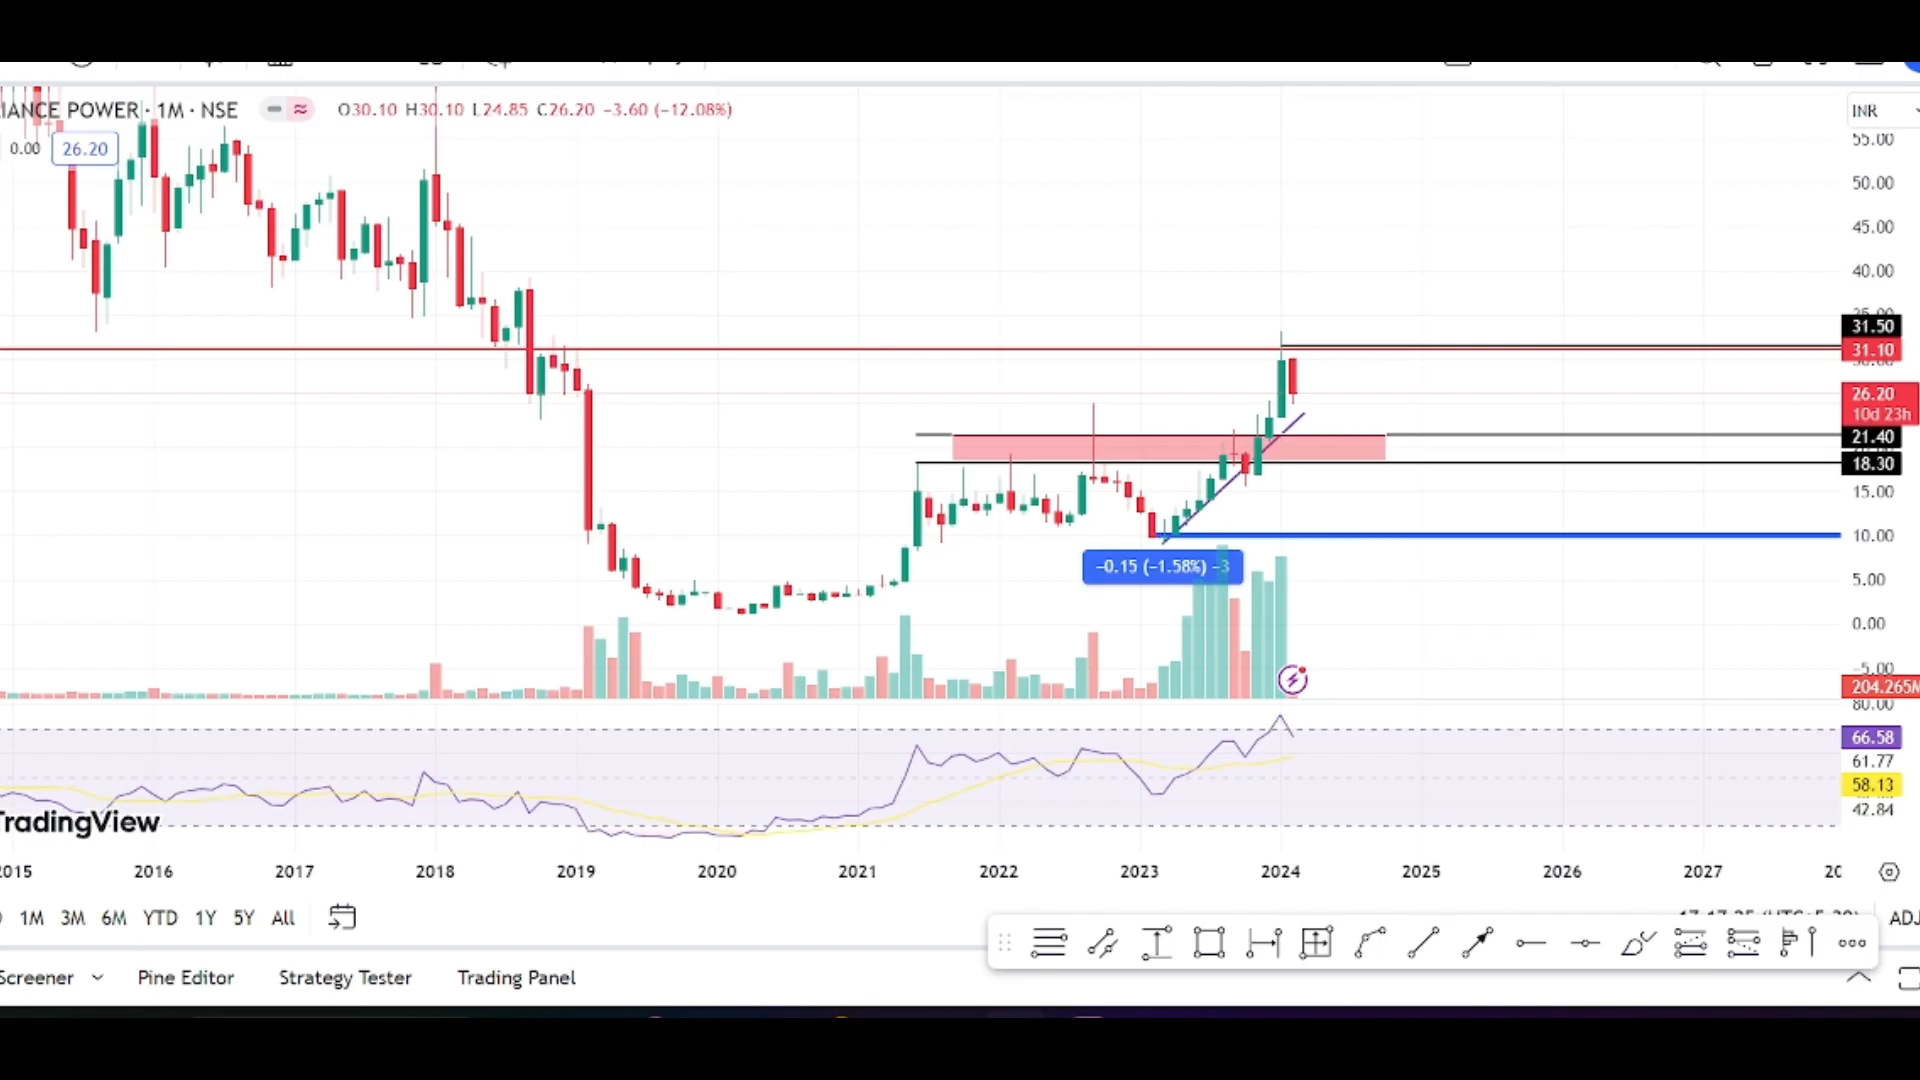 IANCE POWER · 1M · NSE O30.10 H30.10 L24.85 C26.20 −3.60 (−12.08%)
0.00 26.20
INR
55.00
50.00
45.00
40.00
35.00
31.50
31.10
26.20
10d 23h
21.40
18.30
15.00
10.00
5.00
0.00
−5.00
204.265M
80.00
66.58
61.77
58.13
42.84
−0.15 (−1.58%) −3
TradingView
2015 2016 2017 2018 2019 2020 2021 2022 2023 2024 2025 2026 2027
1M 3M 6M YTD 1Y 5Y All ADJ
Screener Pine Editor Strategy Tester Trading Panel